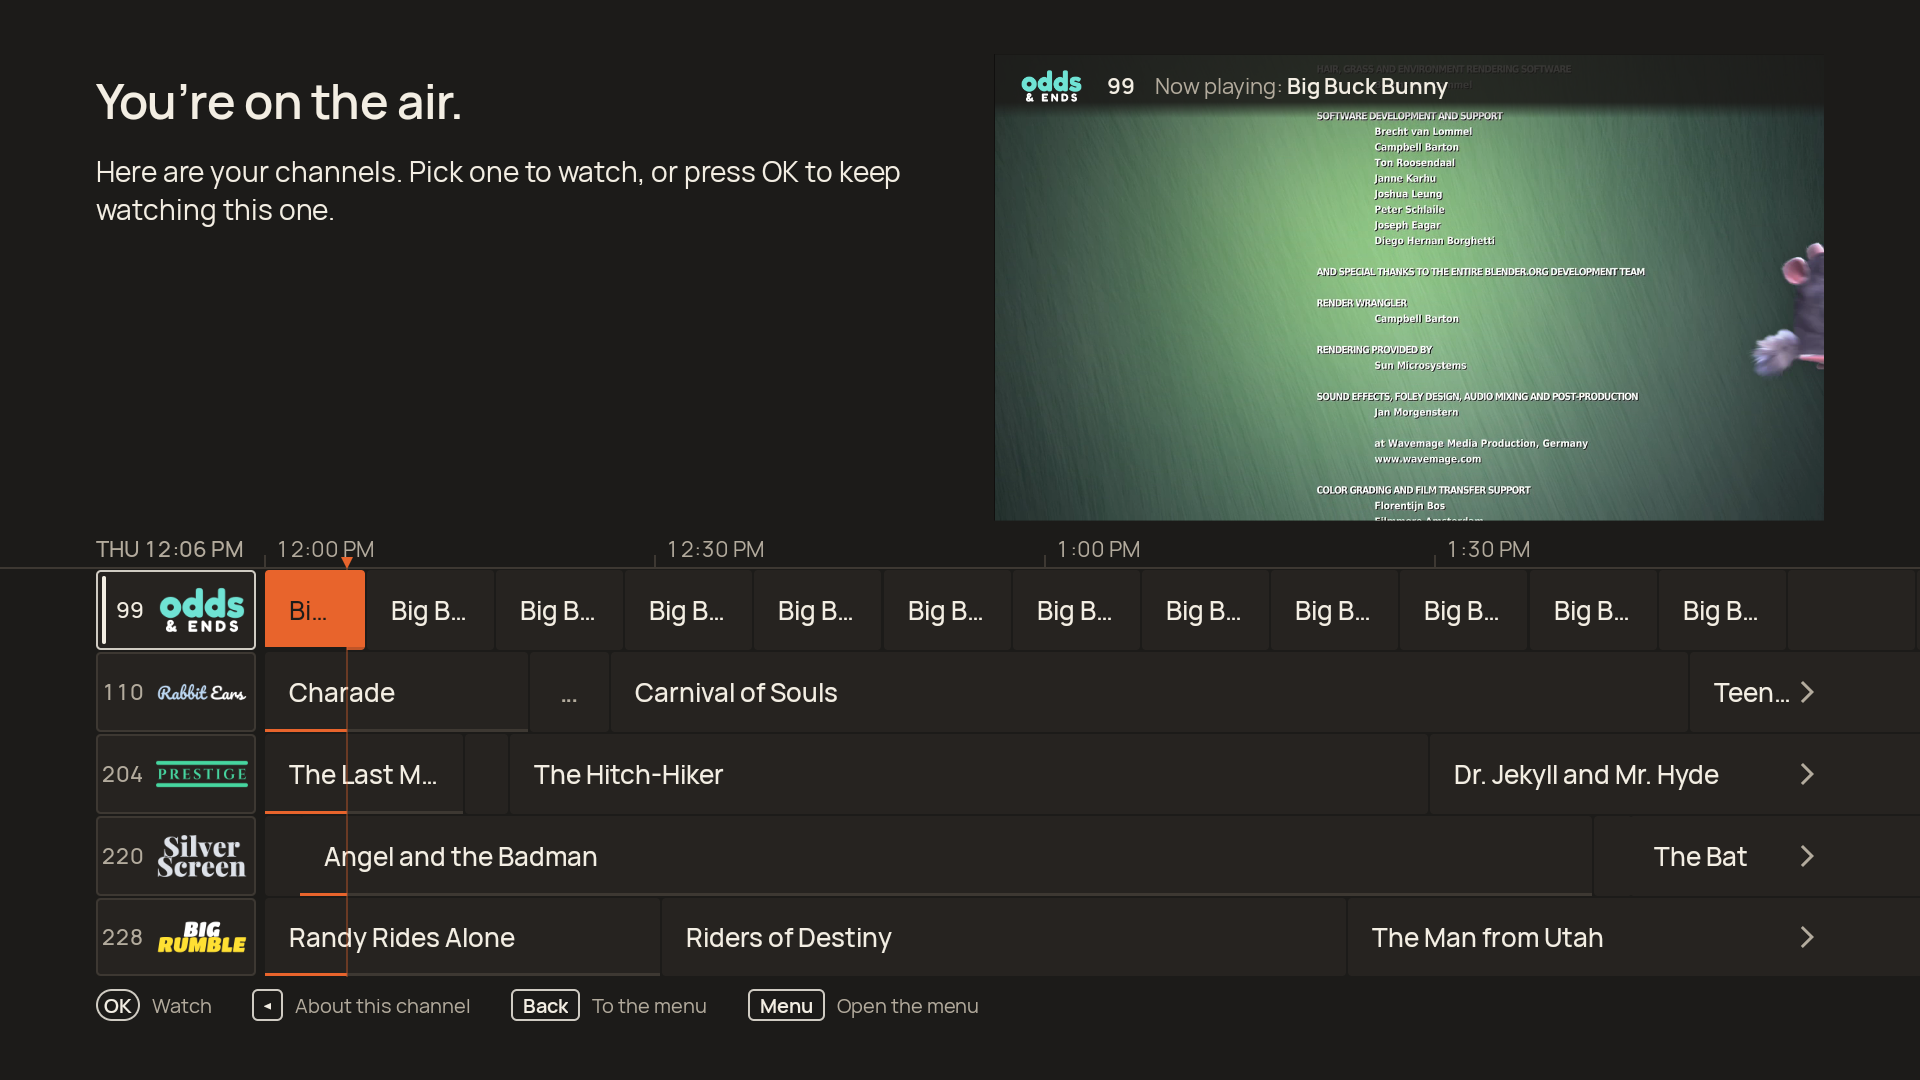 You're on the air.
Here are your channels. Pick one to watch, or press OK to keep
watching this one.
odds
& ENDS
99 Now playing: Big Buck Bunny
HAIR, GRASS AND ENVIRONMENT RENDERING SOFTWARE
SOFTWARE DEVELOPMENT AND SUPPORT
Brecht van Lommel
Campbell Barton
Ton Roosendaal
Janne Karhu
Joshua Leung
Peter Schlaile
Joseph Eagar
Diego Hernan Borghetti
AND SPECIAL THANKS TO THE ENTIRE BLENDER.ORG DEVELOPMENT TEAM
RENDER WRANGLER
Campbell Barton
RENDERING PROVIDED BY
Sun Microsystems
SOUND EFFECTS, FOLEY DESIGN, AUDIO MIXING AND POST-PRODUCTION
Jan Morgenstern
at Wavemage Media Production, Germany
www.wavemage.com
COLOR GRADING AND FILM TRANSFER SUPPORT
Florentijn Bos
THU 12:06 PM 12:00 PM 12:30 PM 1:00 PM 1:30 PM
99 odds & ENDS Bi... Big B... Big B... Big B... Big B... Big B... Big B... Big B... Big B... Big B... Big B... Big B...
110 Rabbit Ears Charade ... Carnival of Souls Teen...
204 PRESTIGE The Last M... The Hitch-Hiker Dr. Jekyll and Mr. Hyde
220 Silver Screen Angel and the Badman The Bat
228 BIG RUMBLE Randy Rides Alone Riders of Destiny The Man from Utah
OK Watch About this channel Back To the menu Menu Open the menu